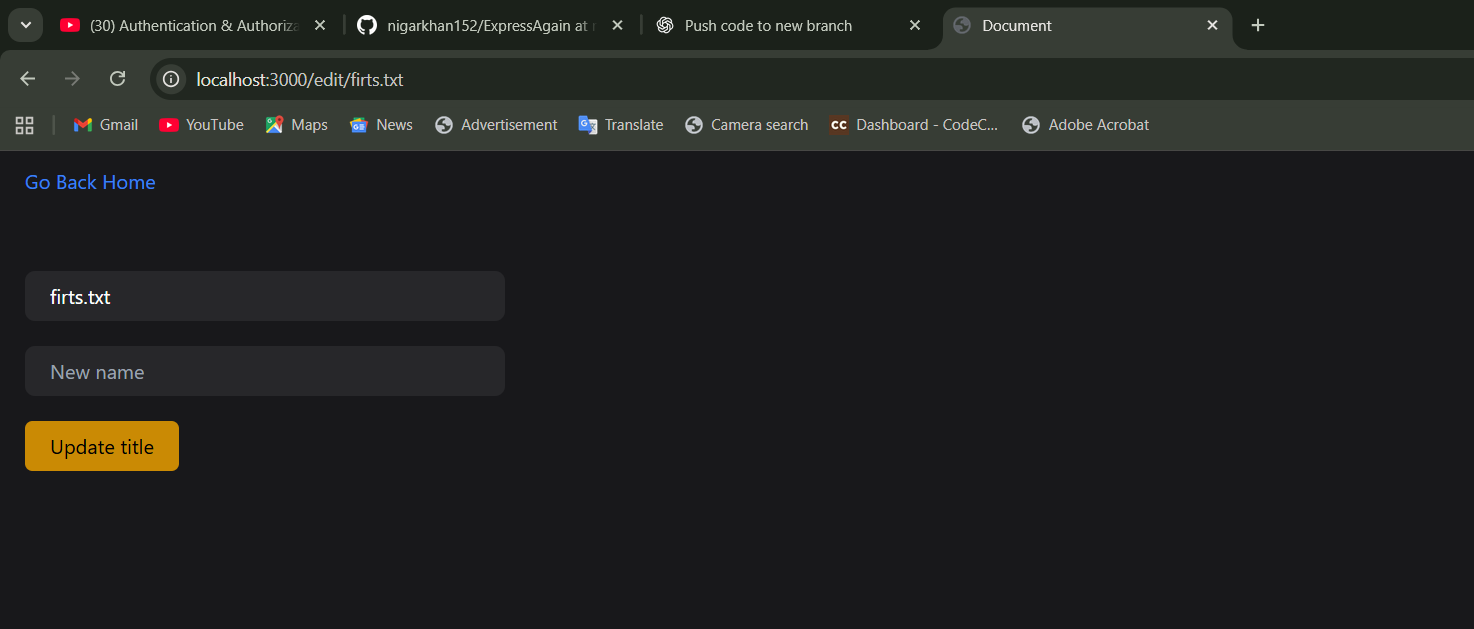 (30) Authentication & Authoriza
nigarkhan152/ExpressAgain at
Push code to new branch
Document
localhost:3000/edit/firts.txt
Gmail
YouTube
Maps
News
Advertisement
Translate
Camera search
CC Dashboard - CodeC...
Adobe Acrobat
Go Back Home
firts.txt
New name
Update title